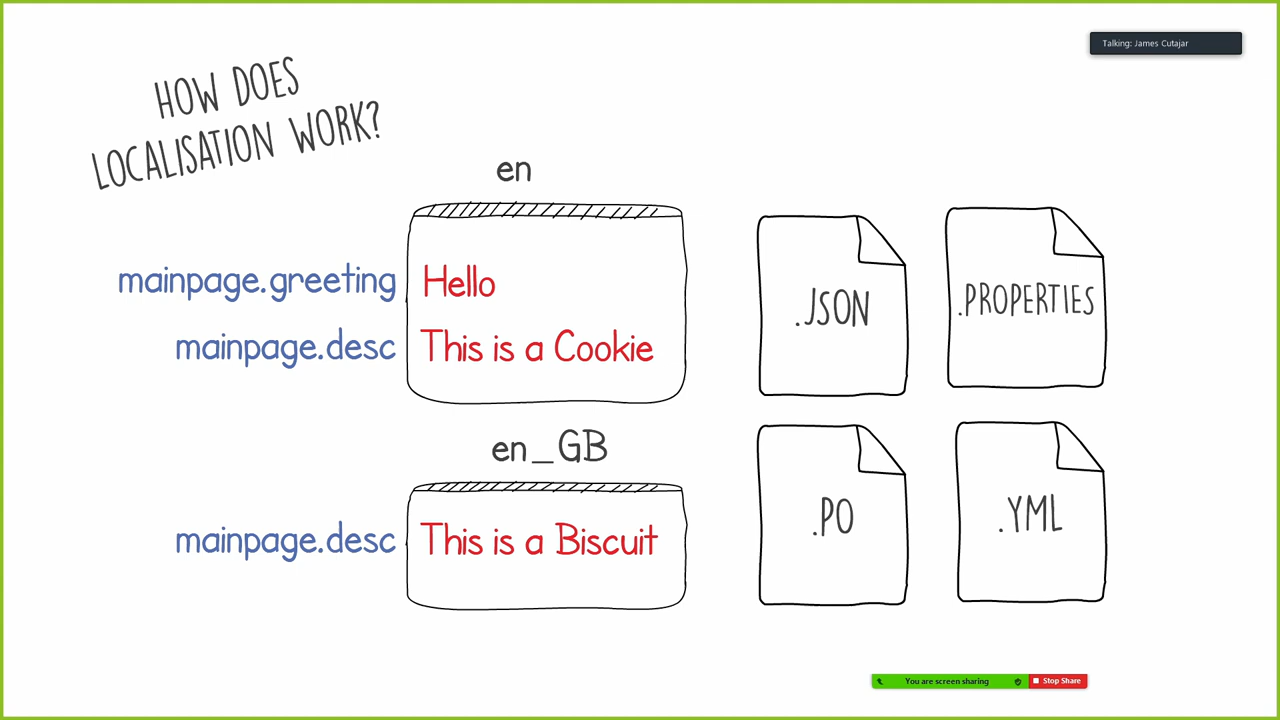 Talking: James Cutajar
HOW DOES
LOCALISATION WORK?
en
mainpage.greeting Hello
mainpage.desc This is a Cookie
en_GB
mainpage.desc This is a Biscuit
.JSON
.PROPERTIES
.PO
.YML
You are screen sharing
Stop Share